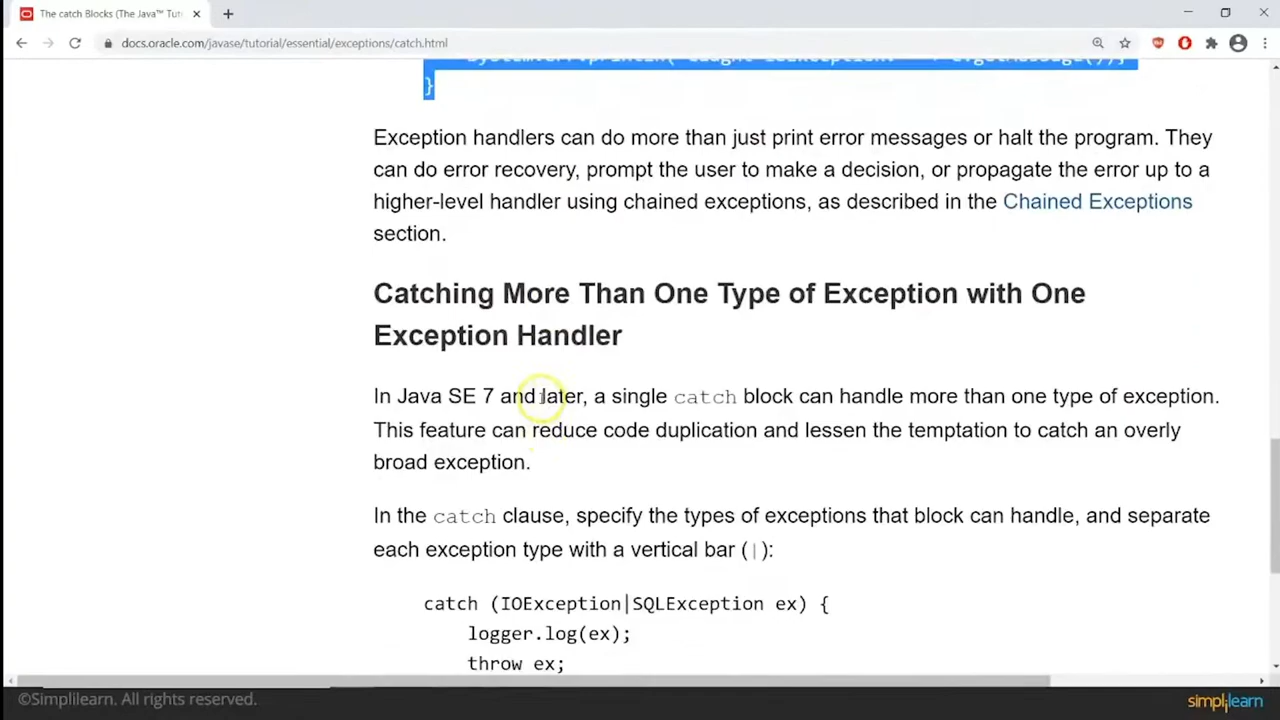 The catch Blocks (The Java™ Tut
docs.oracle.com/javase/tutorial/essential/exceptions/catch.html
}
Exception handlers can do more than just print error messages or halt the program. They
can do error recovery, prompt the user to make a decision, or propagate the error up to a
higher-level handler using chained exceptions, as described in the Chained Exceptions
section.
Catching More Than One Type of Exception with One
Exception Handler
In Java SE 7 and later, a single catch block can handle more than one type of exception.
This feature can reduce code duplication and lessen the temptation to catch an overly
broad exception.
In the catch clause, specify the types of exceptions that block can handle, and separate
each exception type with a vertical bar (|):
catch (IOException|SQLException ex) {
logger.log(ex);
throw ex;
©Simplilearn. All rights reserved.
simplilearn